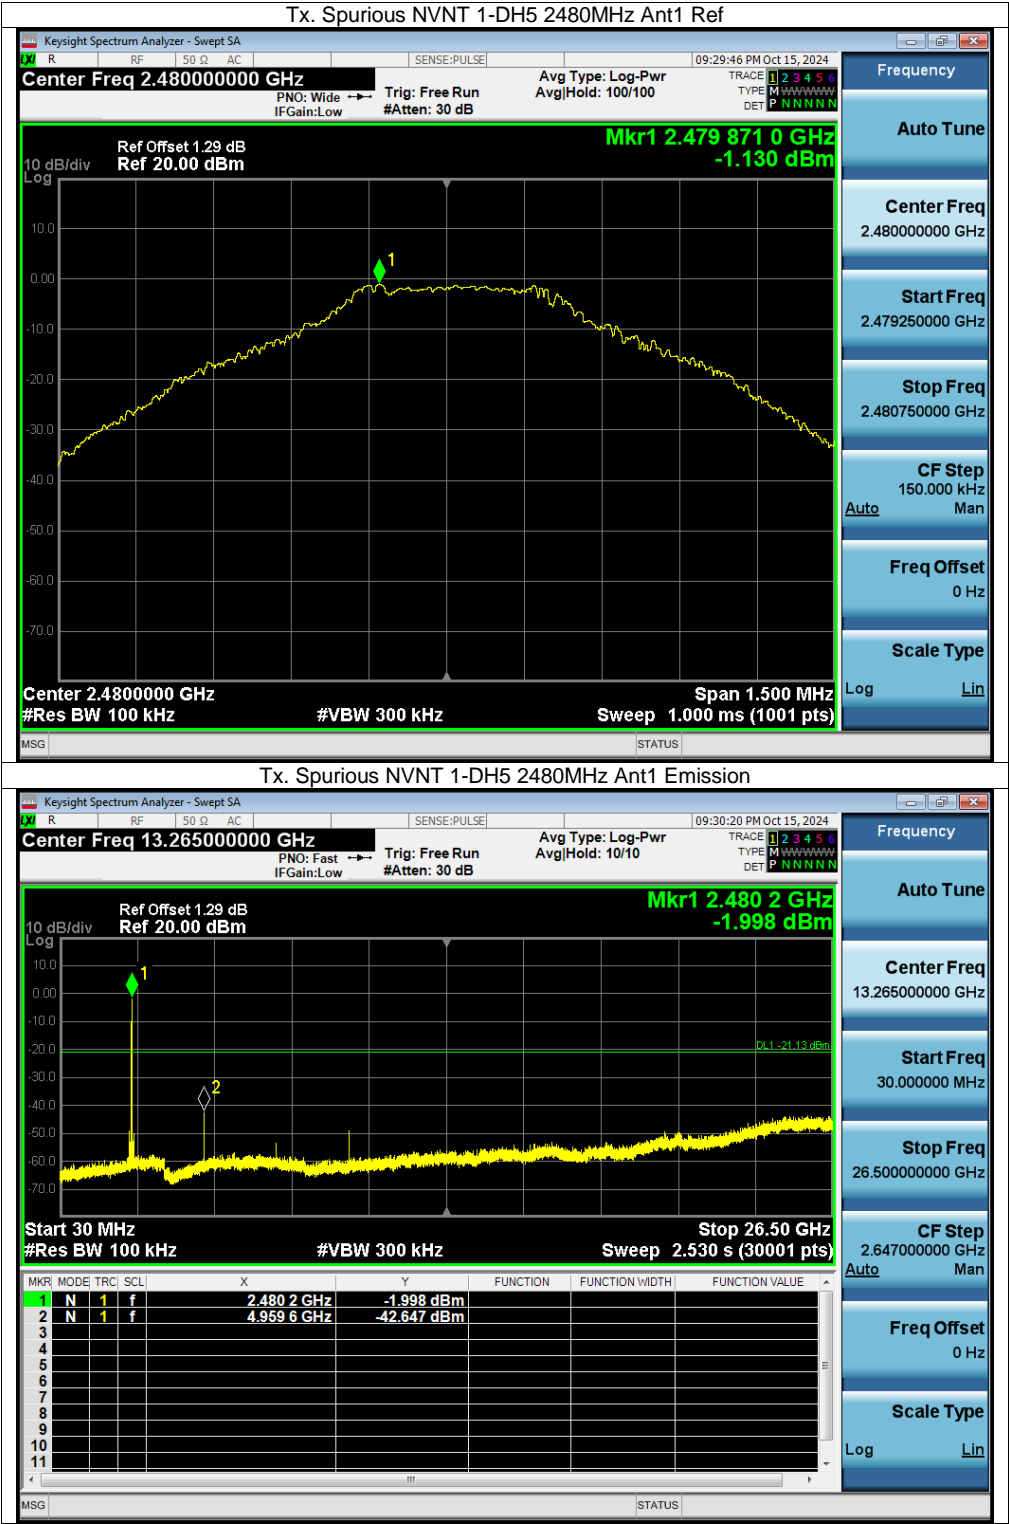 Tx. Spurious NVNT 1-DH5 2480MHz Ant1 Ref
Keysight Spectrum Analyzer - Swept SA
LXI R RF 50 Ω AC SENSE:PULSE 09:29:46 PM Oct 15, 2024
Center Freq 2.480000000 GHz
PNO: Wide
IFGain:Low
Trig: Free Run
#Atten: 30 dB
Avg Type: Log-Pwr
Avg|Hold: 100/100
TRACE 1 2 3 4 5 6
TYPE M W W W W W
DET P N N N N N
Frequency
Auto Tune
Center Freq
2.480000000 GHz
Start Freq
2.479250000 GHz
Stop Freq
2.480750000 GHz
CF Step
150.000 kHz
Auto Man
Freq Offset
0 Hz
Scale Type
Log Lin
Mkr1 2.479 871 0 GHz
-1.130 dBm
Ref Offset 1.29 dB
10 dB/div Ref 20.00 dBm
Log
10.0
0.00
-10.0
-20.0
-30.0
-40.0
-50.0
-60.0
-70.0
1
Center 2.4800000 GHz Span 1.500 MHz
#Res BW 100 kHz #VBW 300 kHz Sweep 1.000 ms (1001 pts)
MSG STATUS
Tx. Spurious NVNT 1-DH5 2480MHz Ant1 Emission
Keysight Spectrum Analyzer - Swept SA
LXI R RF 50 Ω AC SENSE:PULSE 09:30:20 PM Oct 15, 2024
Center Freq 13.265000000 GHz
PNO: Fast
IFGain:Low
Trig: Free Run
#Atten: 30 dB
Avg Type: Log-Pwr
Avg|Hold: 10/10
TRACE 1 2 3 4 5 6
TYPE M W W W W W
DET P N N N N N
Frequency
Auto Tune
Center Freq
13.265000000 GHz
Start Freq
30.000000 MHz
Stop Freq
26.500000000 GHz
CF Step
2.647000000 GHz
Auto Man
Freq Offset
0 Hz
Scale Type
Log Lin
Mkr1 2.480 2 GHz
-1.998 dBm
Ref Offset 1.29 dB
10 dB/div Ref 20.00 dBm
Log
10.0
0.00
-10.0
-20.0
-30.0
-40.0
-50.0
-60.0
-70.0
1
2
DL1 -21.13 dBm
Start 30 MHz Stop 26.50 GHz
#Res BW 100 kHz #VBW 300 kHz Sweep 2.530 s (30001 pts)
MKR MODE TRC SCL X Y FUNCTION FUNCTION WIDTH FUNCTION VALUE
1 N 1 f 2.480 2 GHz -1.998 dBm
2 N 1 f 4.959 6 GHz -42.647 dBm
3
4
5
6
7
8
9
10
11
MSG STATUS